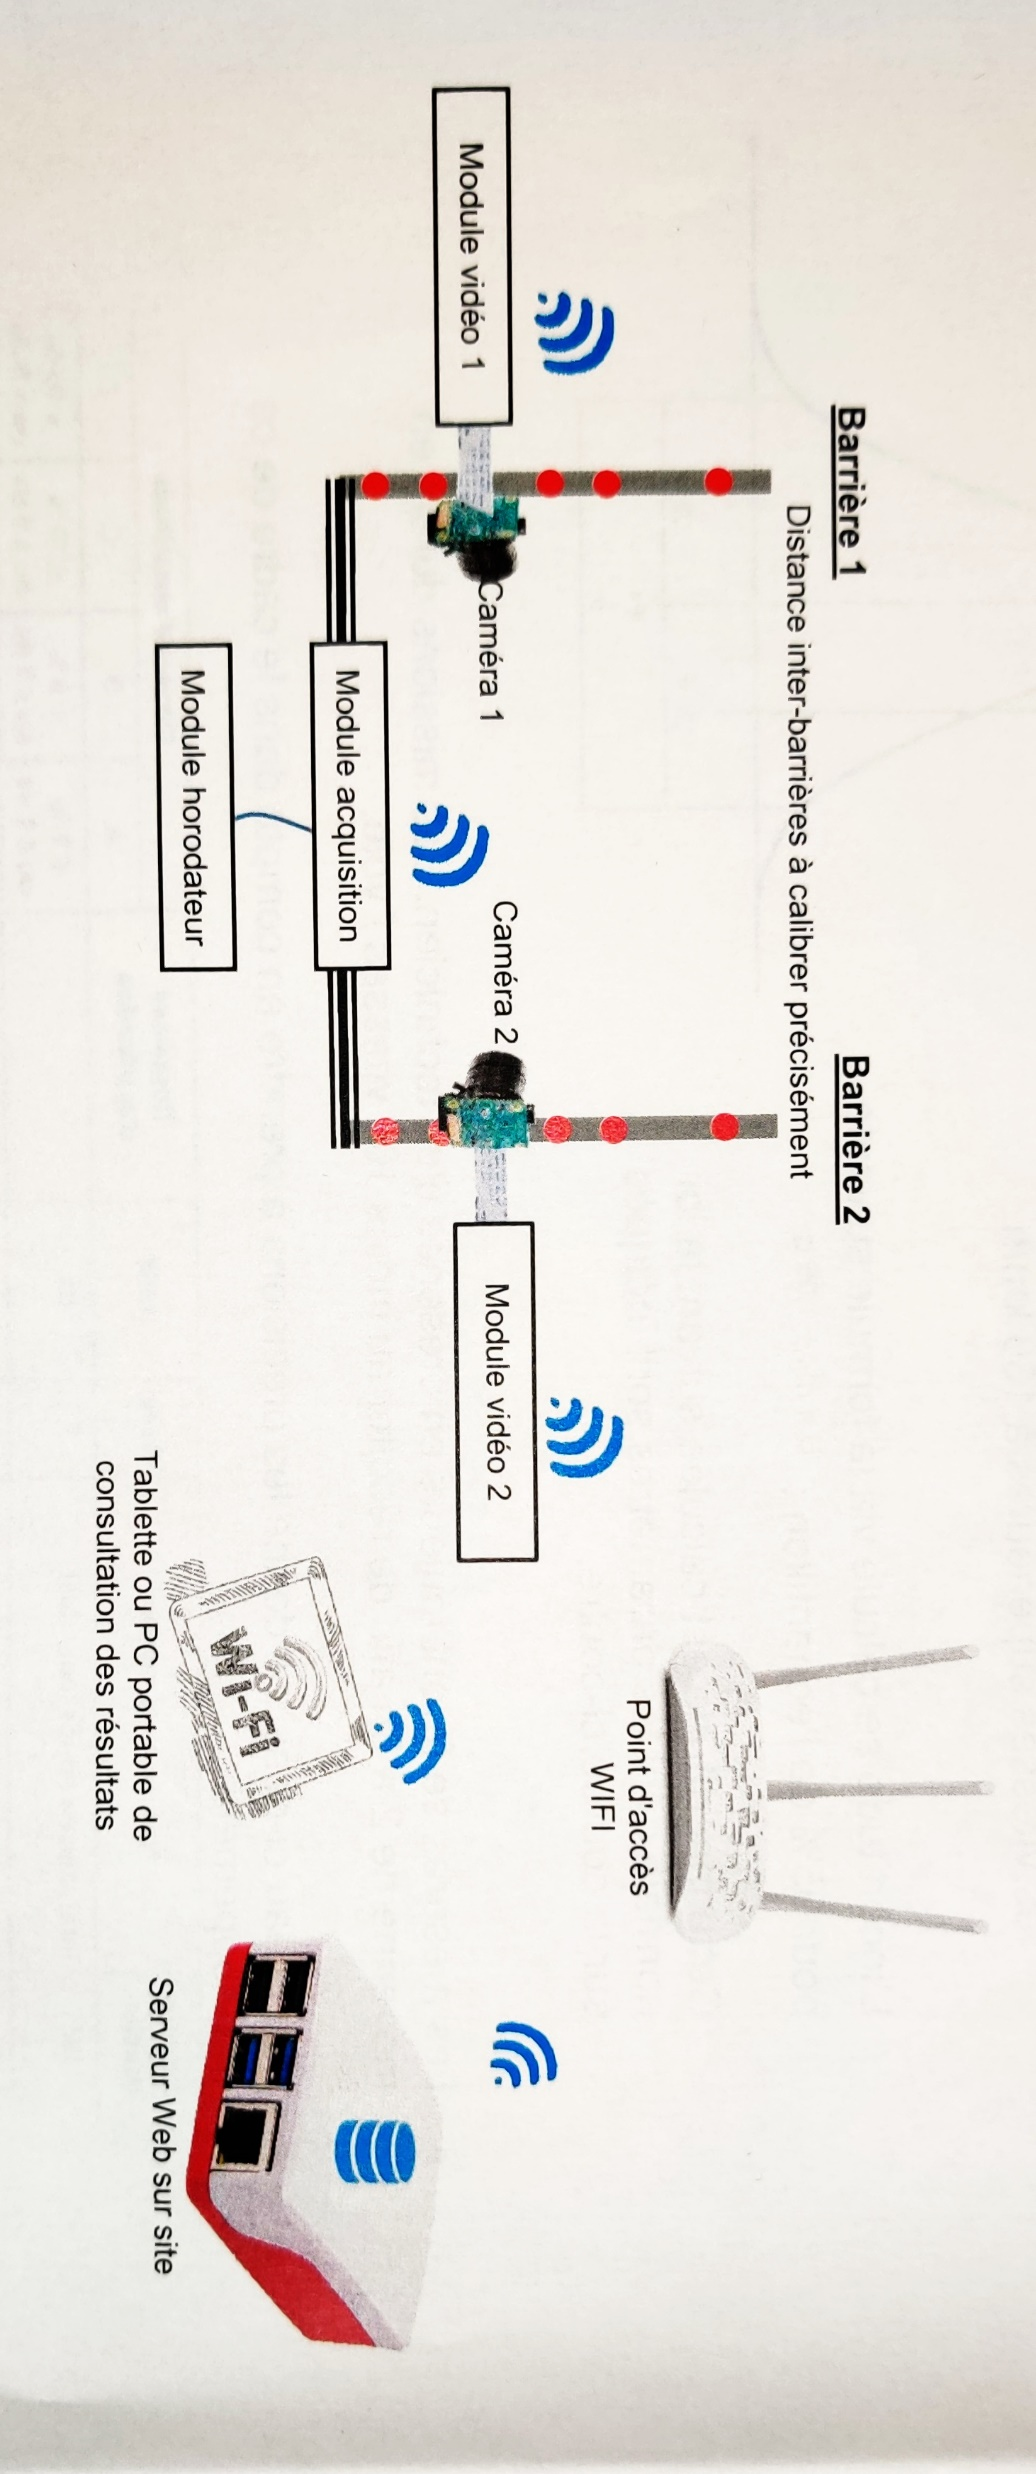 Barrière 1
Barrière 2
Distance inter-barrières à calibrer précisément
Module vidéo 1
Caméra 1
Caméra 2
Module vidéo 2
Module acquisition
Module horodateur
Point d'accès
WIFI
Wi-Fi
Tablette ou PC portable de
consultation des résultats
Serveur Web sur site